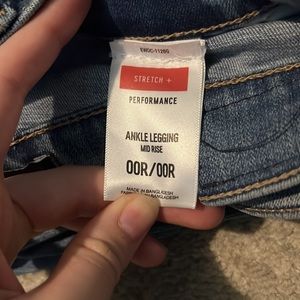 STRETCH +
PERFORMANCE
ANKLE LEGGING
MID RISE
00R/00R
MADE IN BANGLADESH